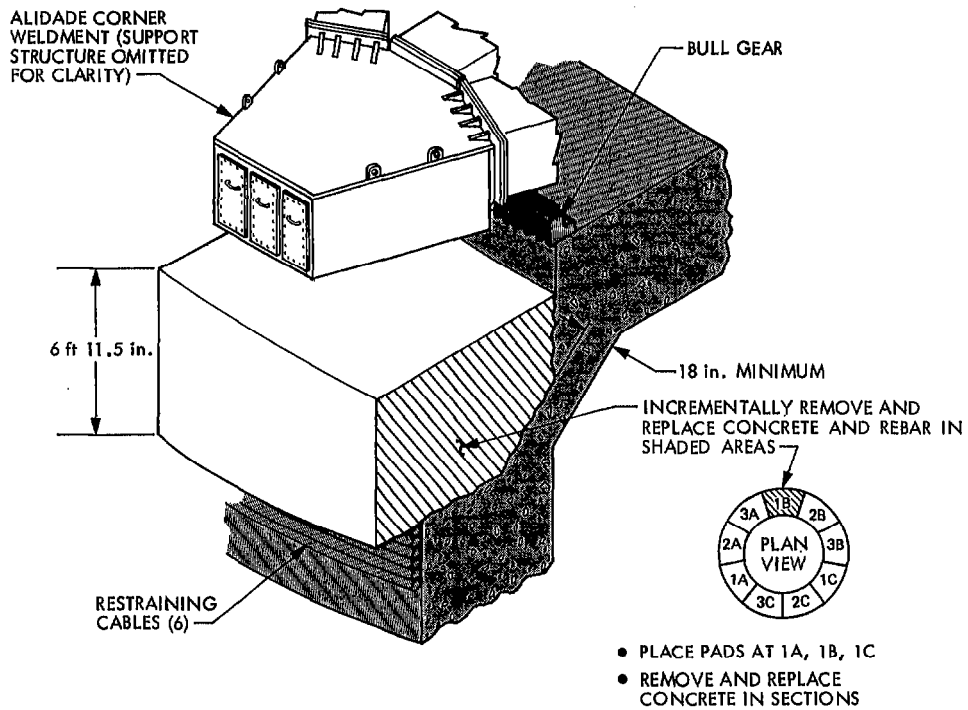 ALIDADE CORNER
WELDMENT (SUPPORT
STRUCTURE OMITTED
FOR CLARITY)
BULL GEAR
6 ft 11.5 in.
18 in. MINIMUM
INCREMENTALLY REMOVE AND
REPLACE CONCRETE AND REBAR IN
SHADED AREAS
1B
3A
2B
2A
PLAN
VIEW
3B
1A
1C
3C
2C
RESTRAINING
CABLES (6)
• PLACE PADS AT 1A, 1B, 1C
• REMOVE AND REPLACE
CONCRETE IN SECTIONS